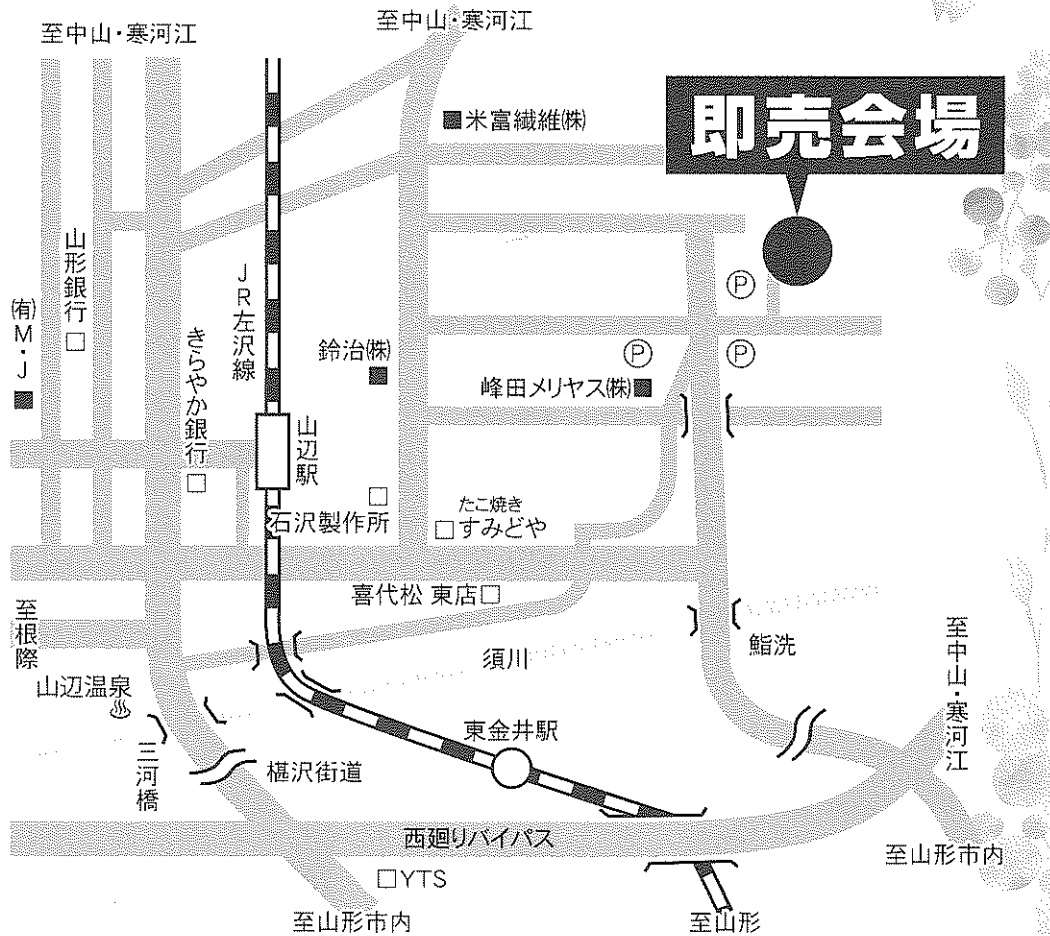 至中山・寒河江
至中山・寒河江
■米富繊維㈱
即売会場
山形銀行□
㈲M・J■
JR左沢線
きらやか銀行□
鈴治㈱
■
Ⓟ
Ⓟ
Ⓟ
峰田メリヤス㈱■
山辺駅
□
石沢製作所
たこ焼き
□すみどや
喜代松 東店□
至根際
山辺温泉
♨
須川
鮨洗
至中山・寒河江
三河橋
椹沢街道
東金井駅
西廻りバイパス
□YTS
至山形市内
至山形
至山形市内